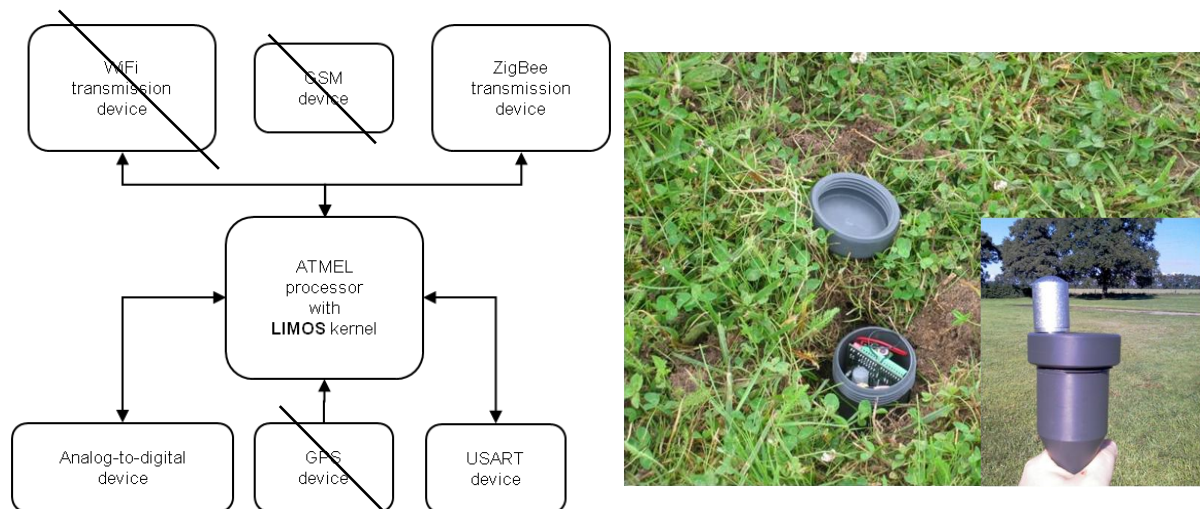 WiFi
transmission
device
GSM
device
ZigBee
transmission
device
ATMEL
processor
with
LIMOS kernel
Analog-to-digital
device
GPS
device
USART
device